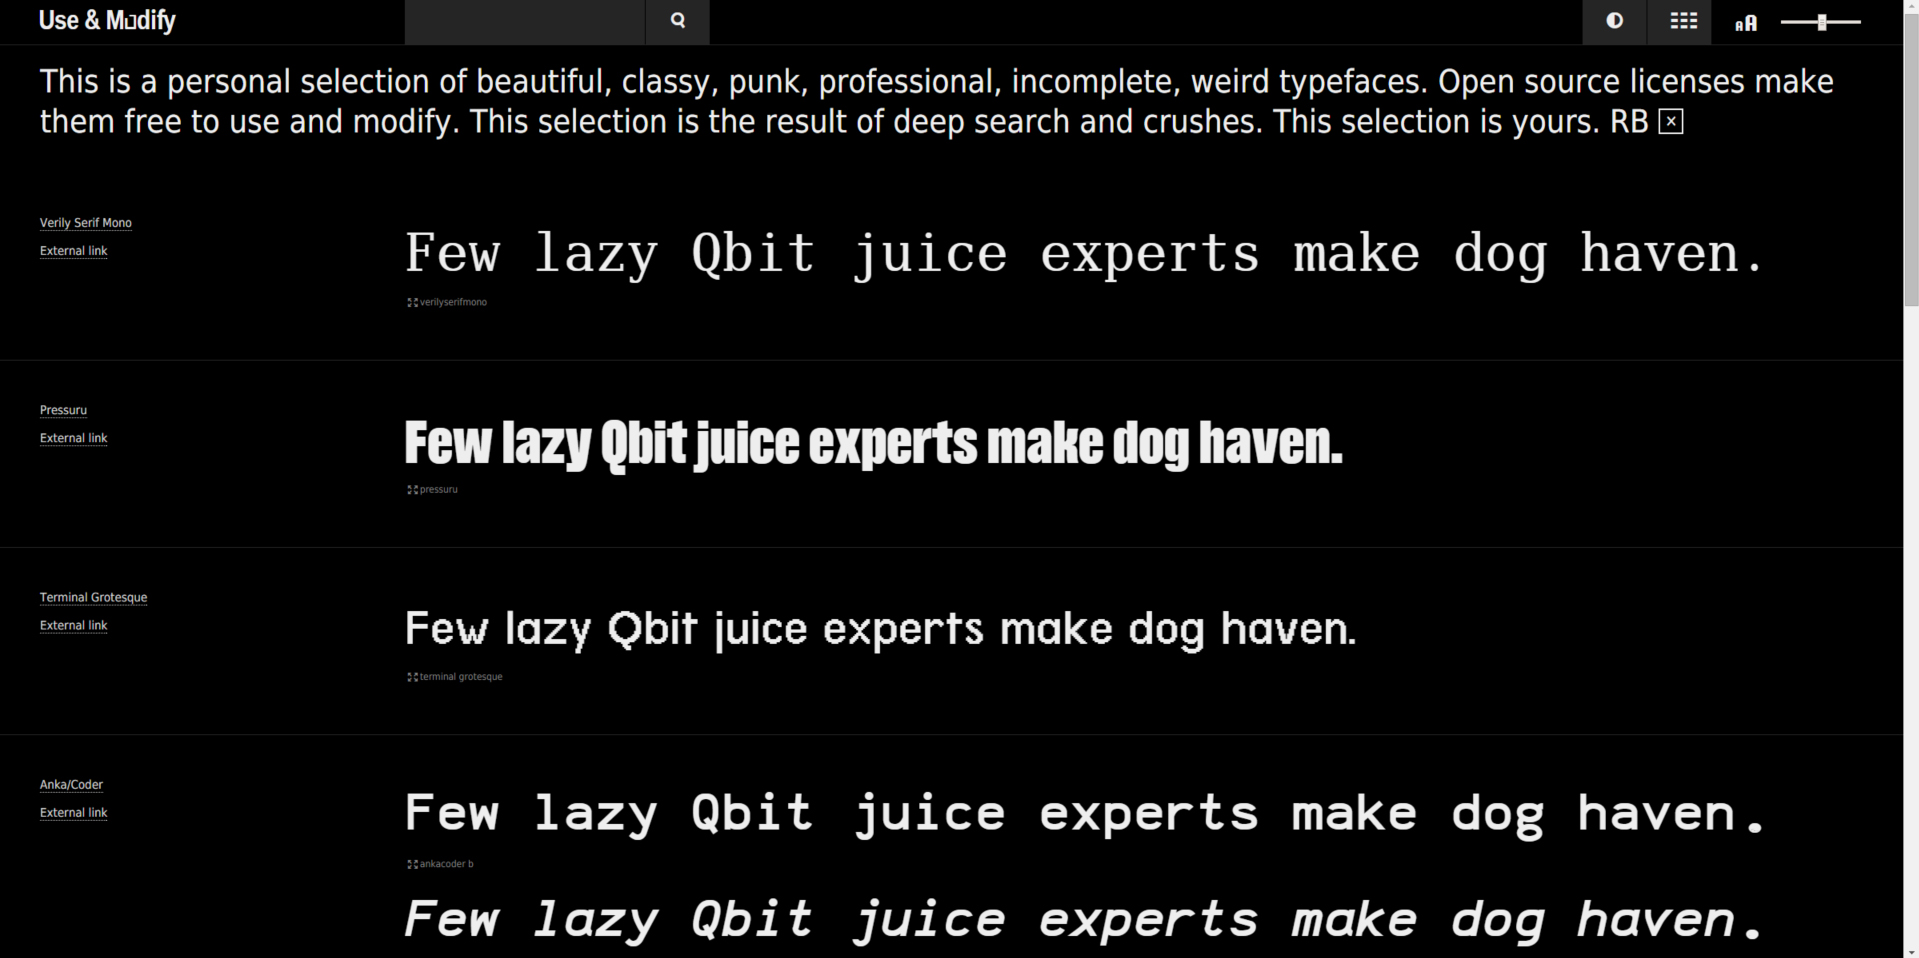 Use & Modify
aA
This is a personal selection of beautiful, classy, punk, professional, incomplete, weird typefaces. Open source licenses make
them free to use and modify. This selection is the result of deep search and crushes. This selection is yours. RB ×
Verily Serif Mono
External link
Few lazy Qbit juice experts make dog haven.
verilyserifmono
Pressuru
External link
Few lazy Qbit juice experts make dog haven.
pressuru
Terminal Grotesque
External link
Few lazy Qbit juice experts make dog haven.
terminal grotesque
Anka/Coder
External link
Few lazy Qbit juice experts make dog haven.
ankacoder b
Few lazy Qbit juice experts make dog haven.